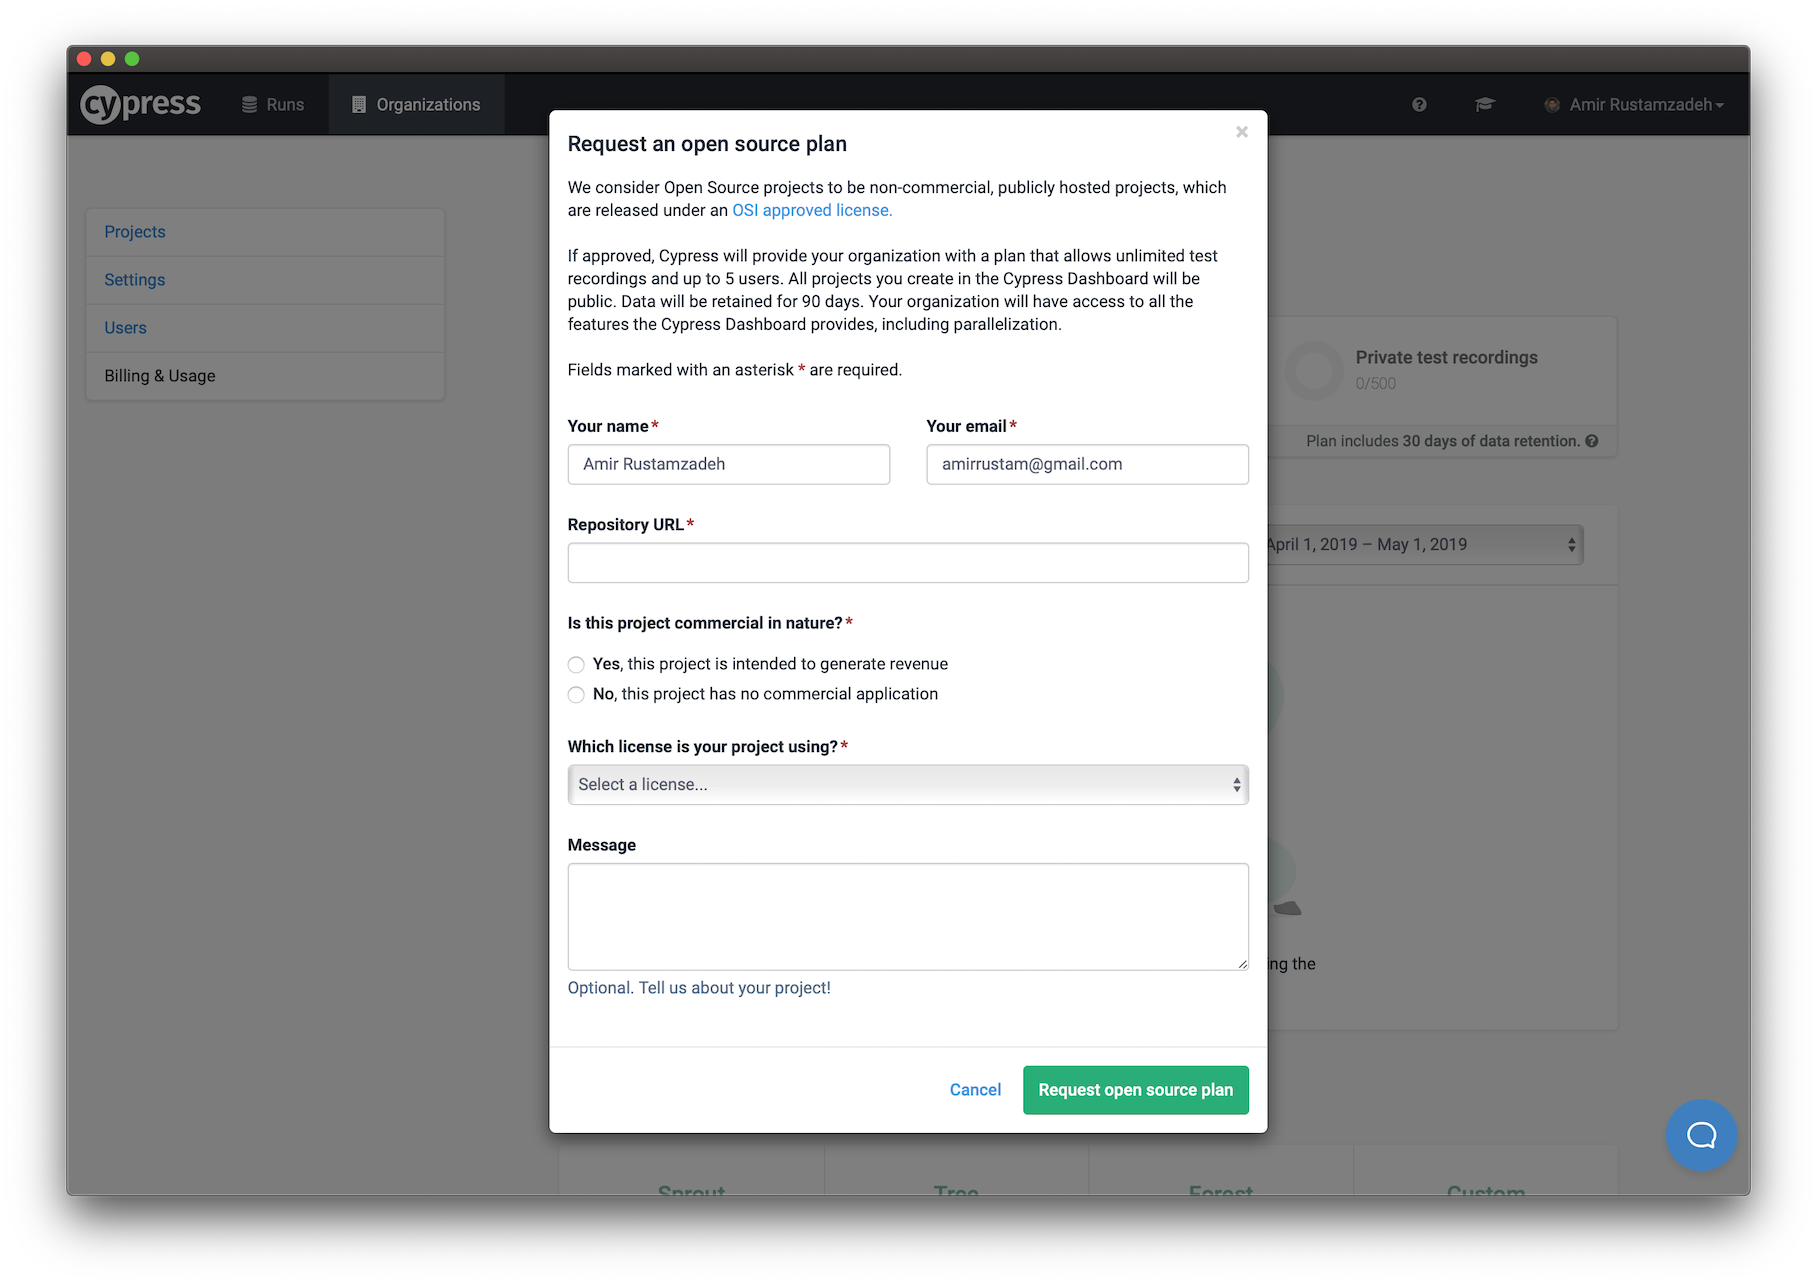 cypress
Runs
Organizations
Amir Rustamzadeh
Projects
Settings
Users
Billing & Usage
Request an open source plan
×
We consider Open Source projects to be non-commercial, publicly hosted projects, which
are released under an OSI approved license.
If approved, Cypress will provide your organization with a plan that allows unlimited test
recordings and up to 5 users. All projects you create in the Cypress Dashboard will be
public. Data will be retained for 90 days. Your organization will have access to all the
features the Cypress Dashboard provides, including parallelization.
Fields marked with an asterisk * are required.
Your name*
Your email*
Amir Rustamzadeh
amirrustam@gmail.com
Repository URL*
Is this project commercial in nature?*
Yes, this project is intended to generate revenue
No, this project has no commercial application
Which license is your project using?*
Select a license...
Message
Optional. Tell us about your project!
Cancel
Request open source plan
Private test recordings
0/500
Plan includes 30 days of data retention.
April 1, 2019 – May 1, 2019
ing the
Sprout
Tree
Forest
Custom